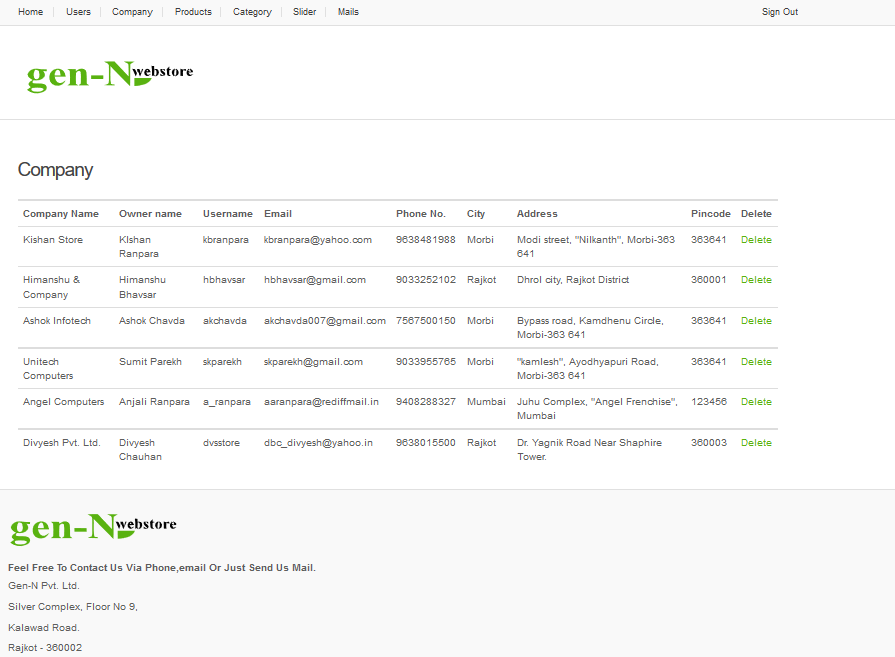 Home Users Company Products Category Slider Mails Sign Out
gen-N webstore
Company
Company Name Owner name Username Email Phone No. City Address Pincode Delete
Kishan Store KIshan kbranpara kbranpara@yahoo.com 9638481988 Morbi Modi street, "Nilkanth", Morbi-363 363641 Delete
Ranpara 641
Himanshu & Himanshu hbhavsar hbhavsar@gmail.com 9033252102 Rajkot Dhrol city, Rajkot District 360001 Delete
Company Bhavsar
Ashok Infotech Ashok Chavda akchavda akchavda007@gmail.com 7567500150 Morbi Bypass road, Kamdhenu Circle, 363641 Delete
Morbi-363 641
Unitech Sumit Parekh skparekh skparekh@gmail.com 9033955765 Morbi "kamlesh", Ayodhyapuri Road, 363641 Delete
Computers Morbi-363 641
Angel Computers Anjali Ranpara a_ranpara aaranpara@rediffmail.in 9408288327 Mumbai Juhu Complex, "Angel Frenchise", 123456 Delete
Mumbai
Divyesh Pvt. Ltd. Divyesh dvsstore dbc_divyesh@yahoo.in 9638015500 Rajkot Dr. Yagnik Road Near Shaphire 360003 Delete
Chauhan Tower.
gen-N webstore
Feel Free To Contact Us Via Phone,email Or Just Send Us Mail.
Gen-N Pvt. Ltd.
Silver Complex, Floor No 9,
Kalawad Road.
Rajkot - 360002